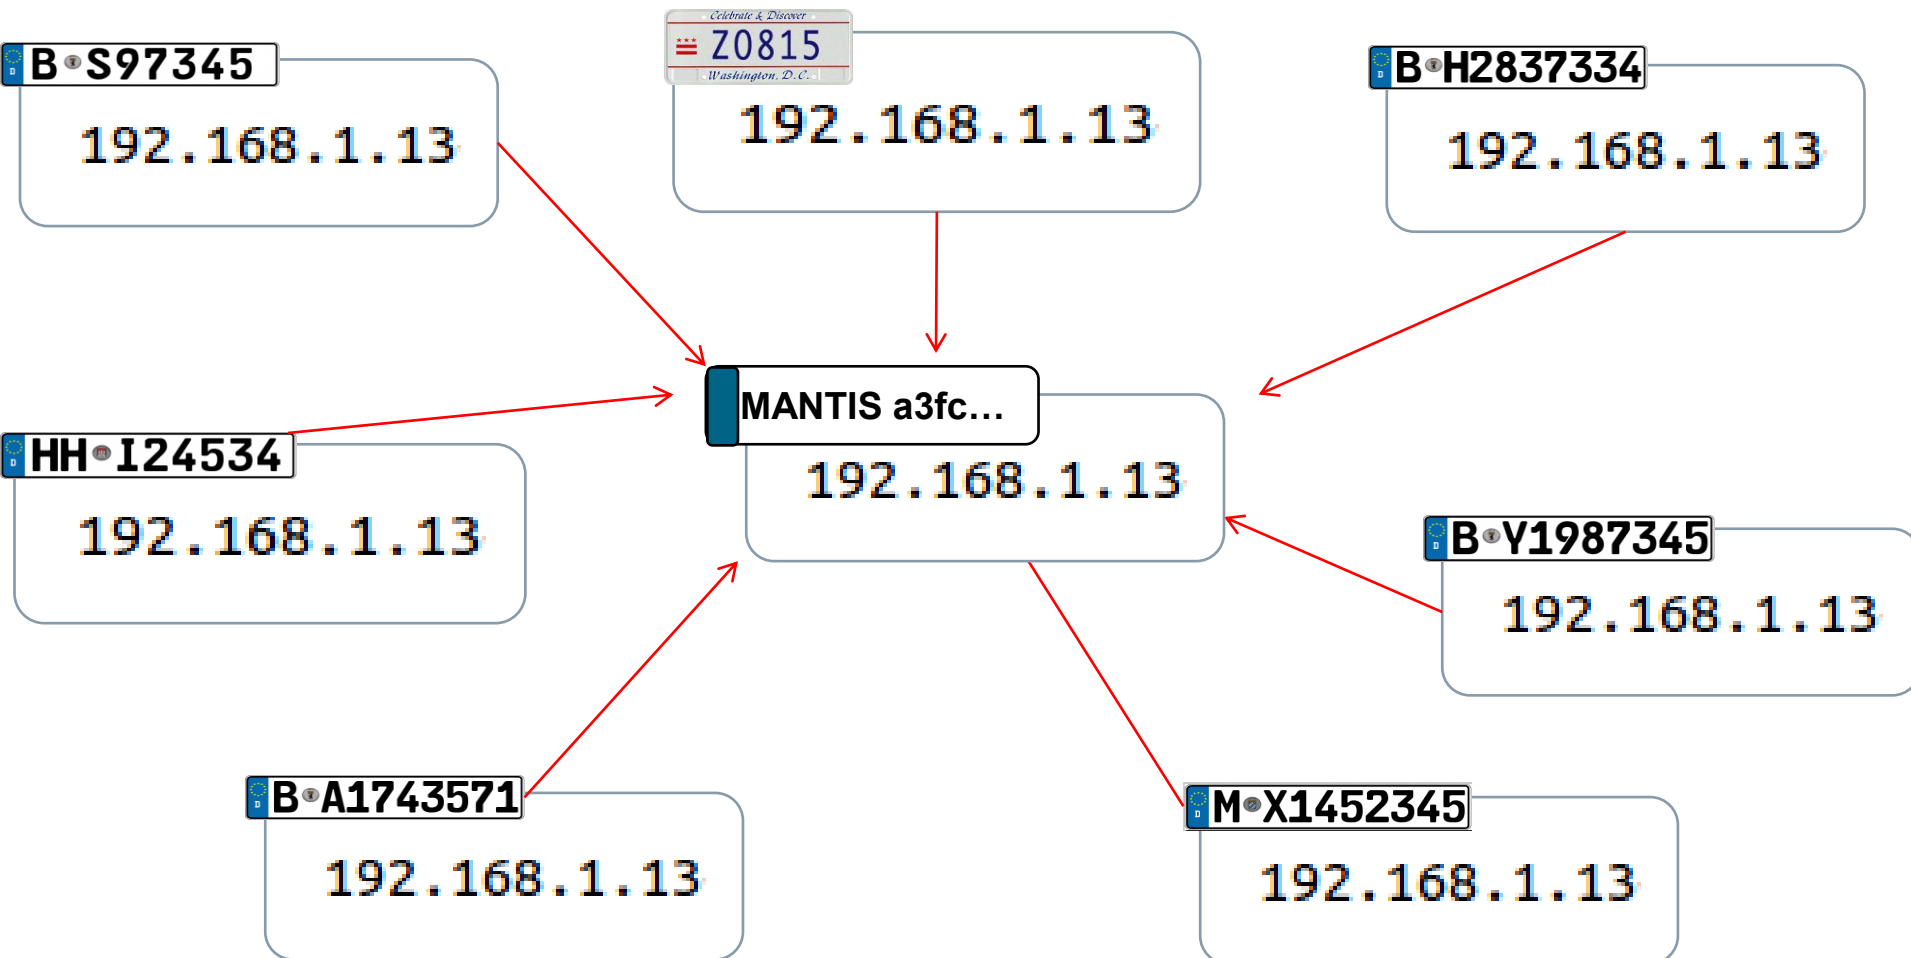 Celebrate & Discover
Z0815
Washington, D.C.
192.168.1.13
D
B S97345
192.168.1.13
D
B H2837334
192.168.1.13
MANTIS a3fc...
192.168.1.13
D
HH I24534
192.168.1.13
D
B Y1987345
192.168.1.13
D
B A1743571
192.168.1.13
D
M X1452345
192.168.1.13